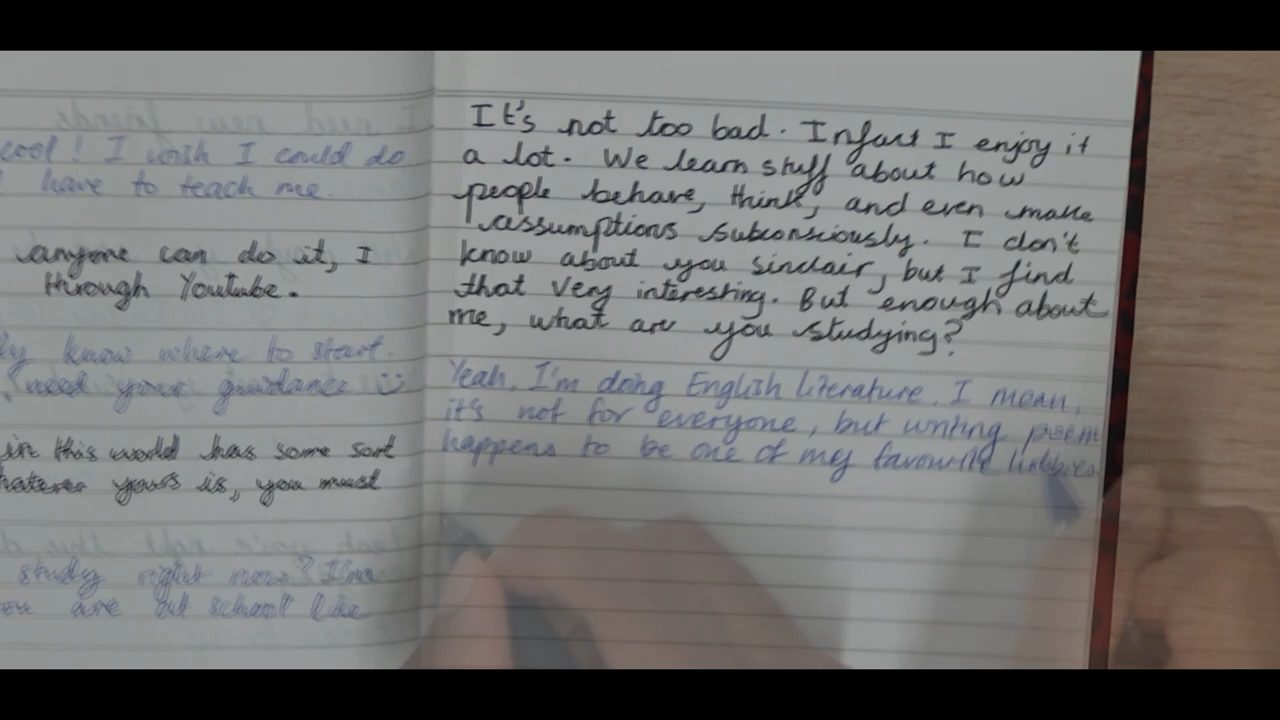 cool! I wish I could do
have to teach me.
anyone can do it, I
through Youtube.
know where to start.
need your guidance
in this world has some sort
yours is, you must
study right now? I'm
are at school like
It's not too bad. Infact I enjoy it
a lot. We learn stuff about how
people behave, think, and even make
assumptions subconsciously. I don't
know about you Sinclair, but I find
that very interesting. But enough about
me, what are you studying?
Yeah, I'm doing English literature. I mean,
it's not for everyone, but writing poem
happens to be one of my favourite hobbies